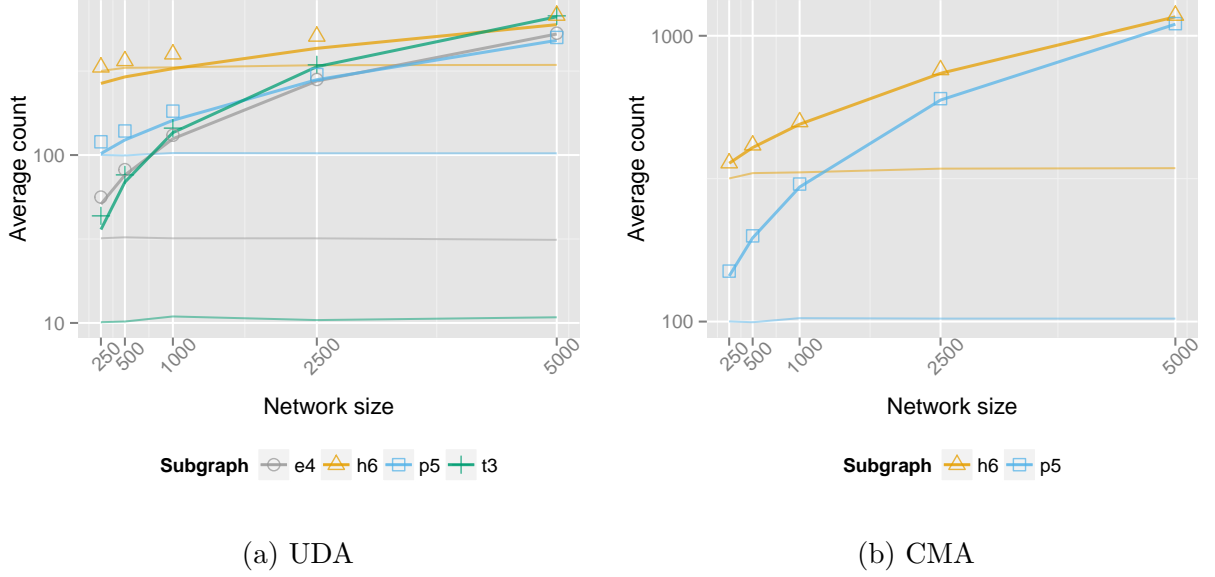 Average count
100
10
250
500
1000
2500
5000
Network size
Subgraph e4 h6 p5 t3
(a) UDA
Average count
1000
100
250
500
1000
2500
5000
Network size
Subgraph h6 p5
(b) CMA